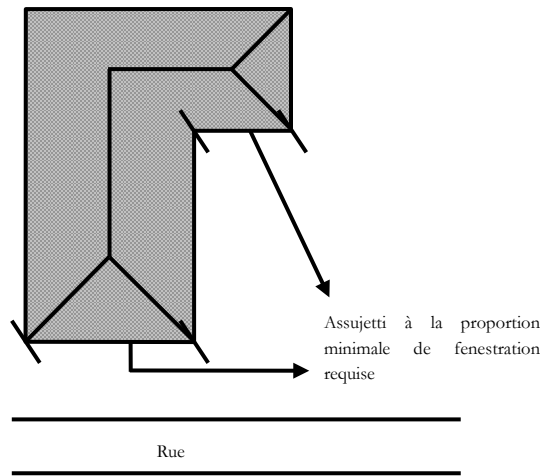 Assujetti à la proportion
minimale de fenestration
requise
Rue